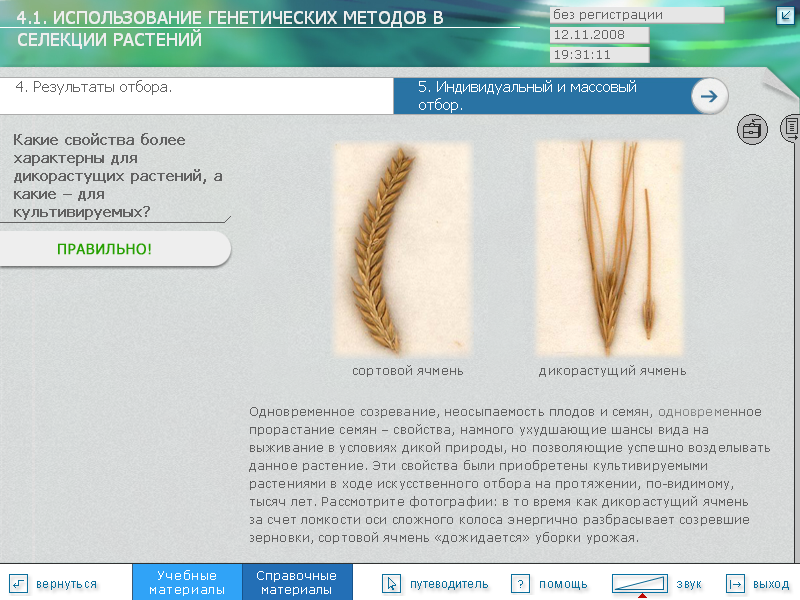 4.1. ИСПОЛЬЗОВАНИЕ ГЕНЕТИЧЕСКИХ МЕТОДОВ В
СЕЛЕКЦИИ РАСТЕНИЙ
без регистрации
12.11.2008
19:31:11
4. Результаты отбора.
5. Индивидуальный и массовый
отбор.
Какие свойства более
характерны для
дикорастущих растений, а
какие – для
культивируемых?
ПРАВИЛЬНО!
сортовой ячмень
дикорастущий ячмень
Одновременное созревание, неосыпаемость плодов и семян, одновременное
прорастание семян – свойства, намного ухудшающие шансы вида на
выживание в условиях дикой природы, но позволяющие успешно возделывать
данное растение. Эти свойства были приобретены культивируемыми
растениями в ходе искусственного отбора на протяжении, по-видимому,
тысяч лет. Рассмотрите фотографии: в то время как дикорастущий ячмень
за счет ломкости оси сложного колоса энергично разбрасывает созревшие
зерновки, сортовой ячмень «дожидается» уборки урожая.
вернуться
Учебные
материалы
Справочные
материалы
путеводитель
? помощь
звук
выход